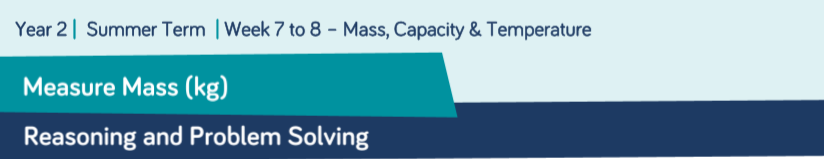 Year 2 | Summer Term | Week 7 to 8 – Mass, Capacity & Temperature
Measure Mass (kg)
Reasoning and Problem Solving